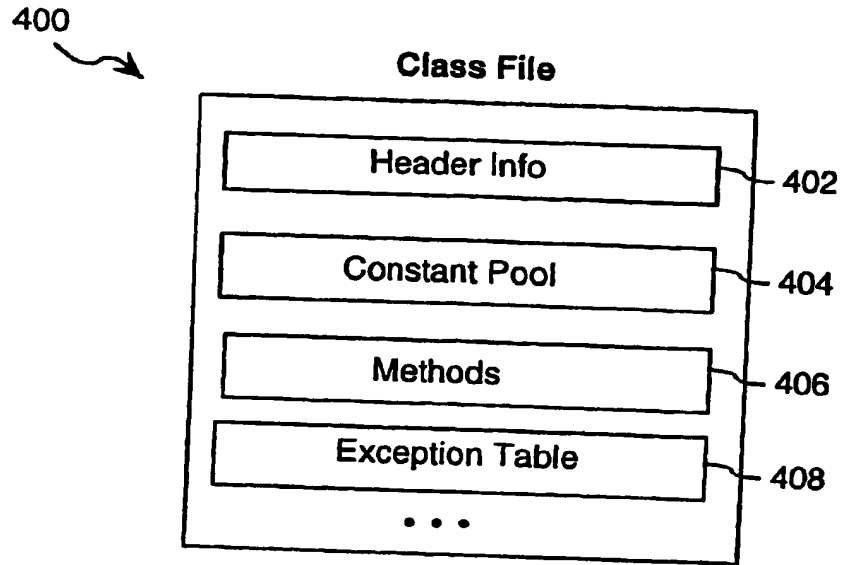 400
Class File
Header Info
402
Constant Pool
404
Methods
406
Exception Table
408
• • •